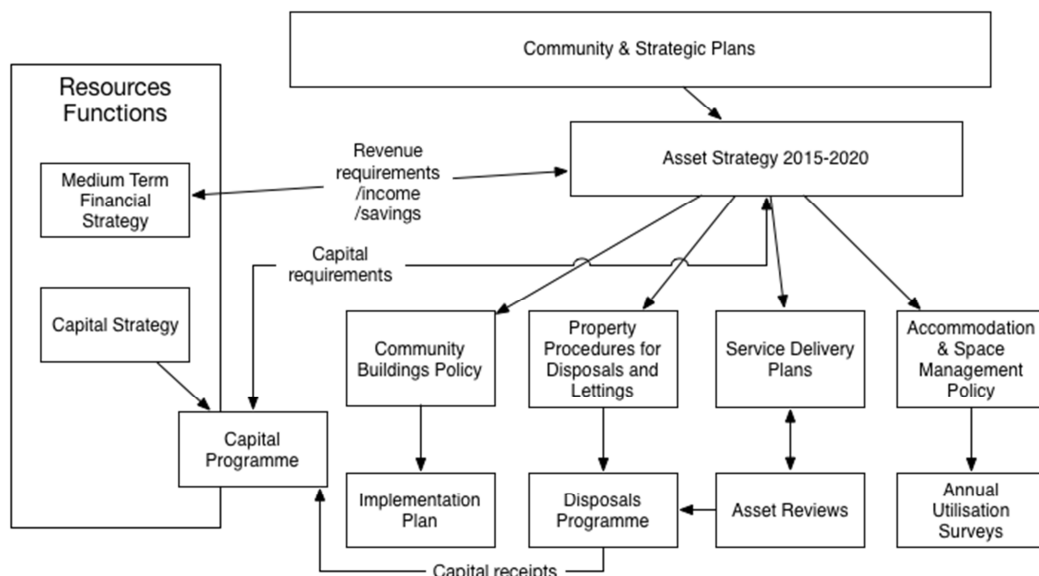 Community & Strategic Plans
Resources
Functions
Asset Strategy 2015-2020
Revenue
requirements
/income
/savings
Medium Term
Financial
Strategy
Capital
requirements
Capital Strategy
Community
Buildings Policy
Property
Procedures for
Disposals and
Lettings
Service Delivery
Plans
Accommodation
& Space
Management
Policy
Capital
Programme
Implementation
Plan
Disposals
Programme
Asset Reviews
Annual
Utilisation
Surveys
Capital receipts